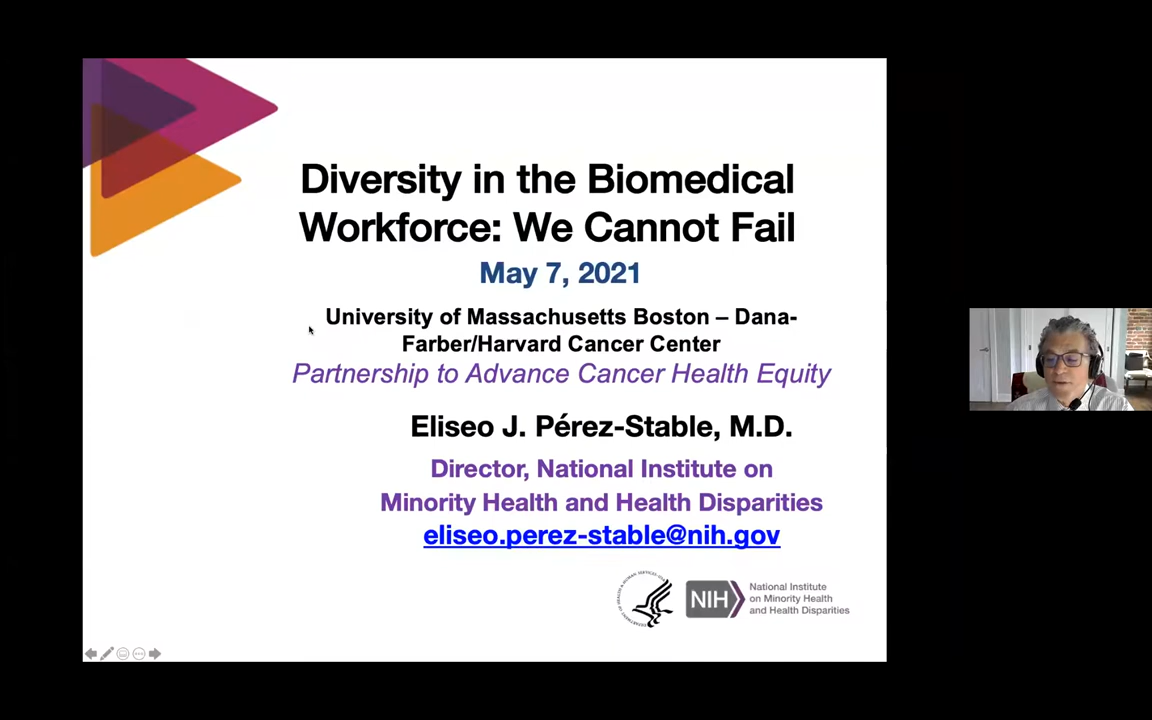 Diversity in the Biomedical
Workforce: We Cannot Fail
May 7, 2021
University of Massachusetts Boston – Dana-
Farber/Harvard Cancer Center
Partnership to Advance Cancer Health Equity
Eliseo J. Pérez-Stable, M.D.
Director, National Institute on
Minority Health and Health Disparities
eliseo.perez-stable@nih.gov
NIH
National Institute
on Minority Health
and Health Disparities